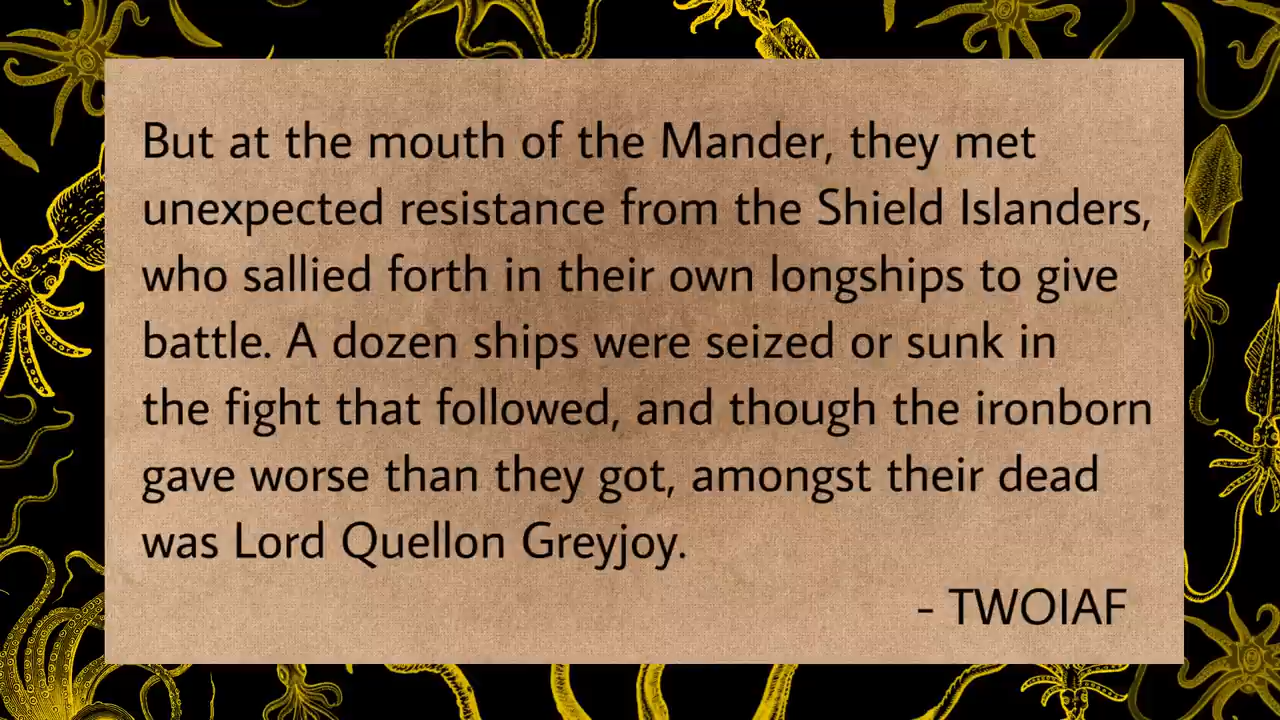 But at the mouth of the Mander, they met
unexpected resistance from the Shield Islanders,
who sallied forth in their own longships to give
battle. A dozen ships were seized or sunk in
the fight that followed, and though the ironborn
gave worse than they got, amongst their dead
was Lord Quellon Greyjoy.
- TWOIAF